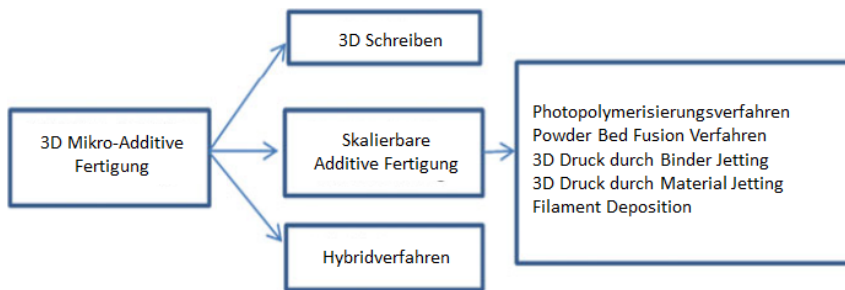 3D Schreiben
3D Mikro-Additive
Fertigung
Skalierbare
Additive Fertigung
Hybridverfahren
Photopolymerisierungsverfahren
Powder Bed Fusion Verfahren
3D Druck durch Binder Jetting
3D Druck durch Material Jetting
Filament Deposition